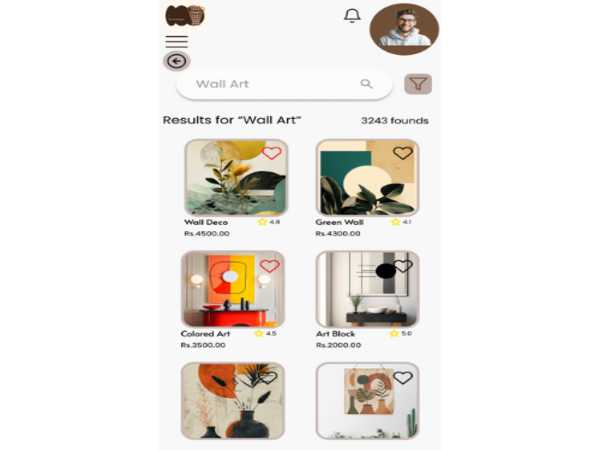 Wall Art
Results for “Wall Art”
3243 founds
Wall Deco
4.8
Rs.4500.00
Green Wall
4.1
Rs.4300.00
Colored Art
4.5
Rs.3500.00
Art Block
5.0
Rs.2000.00